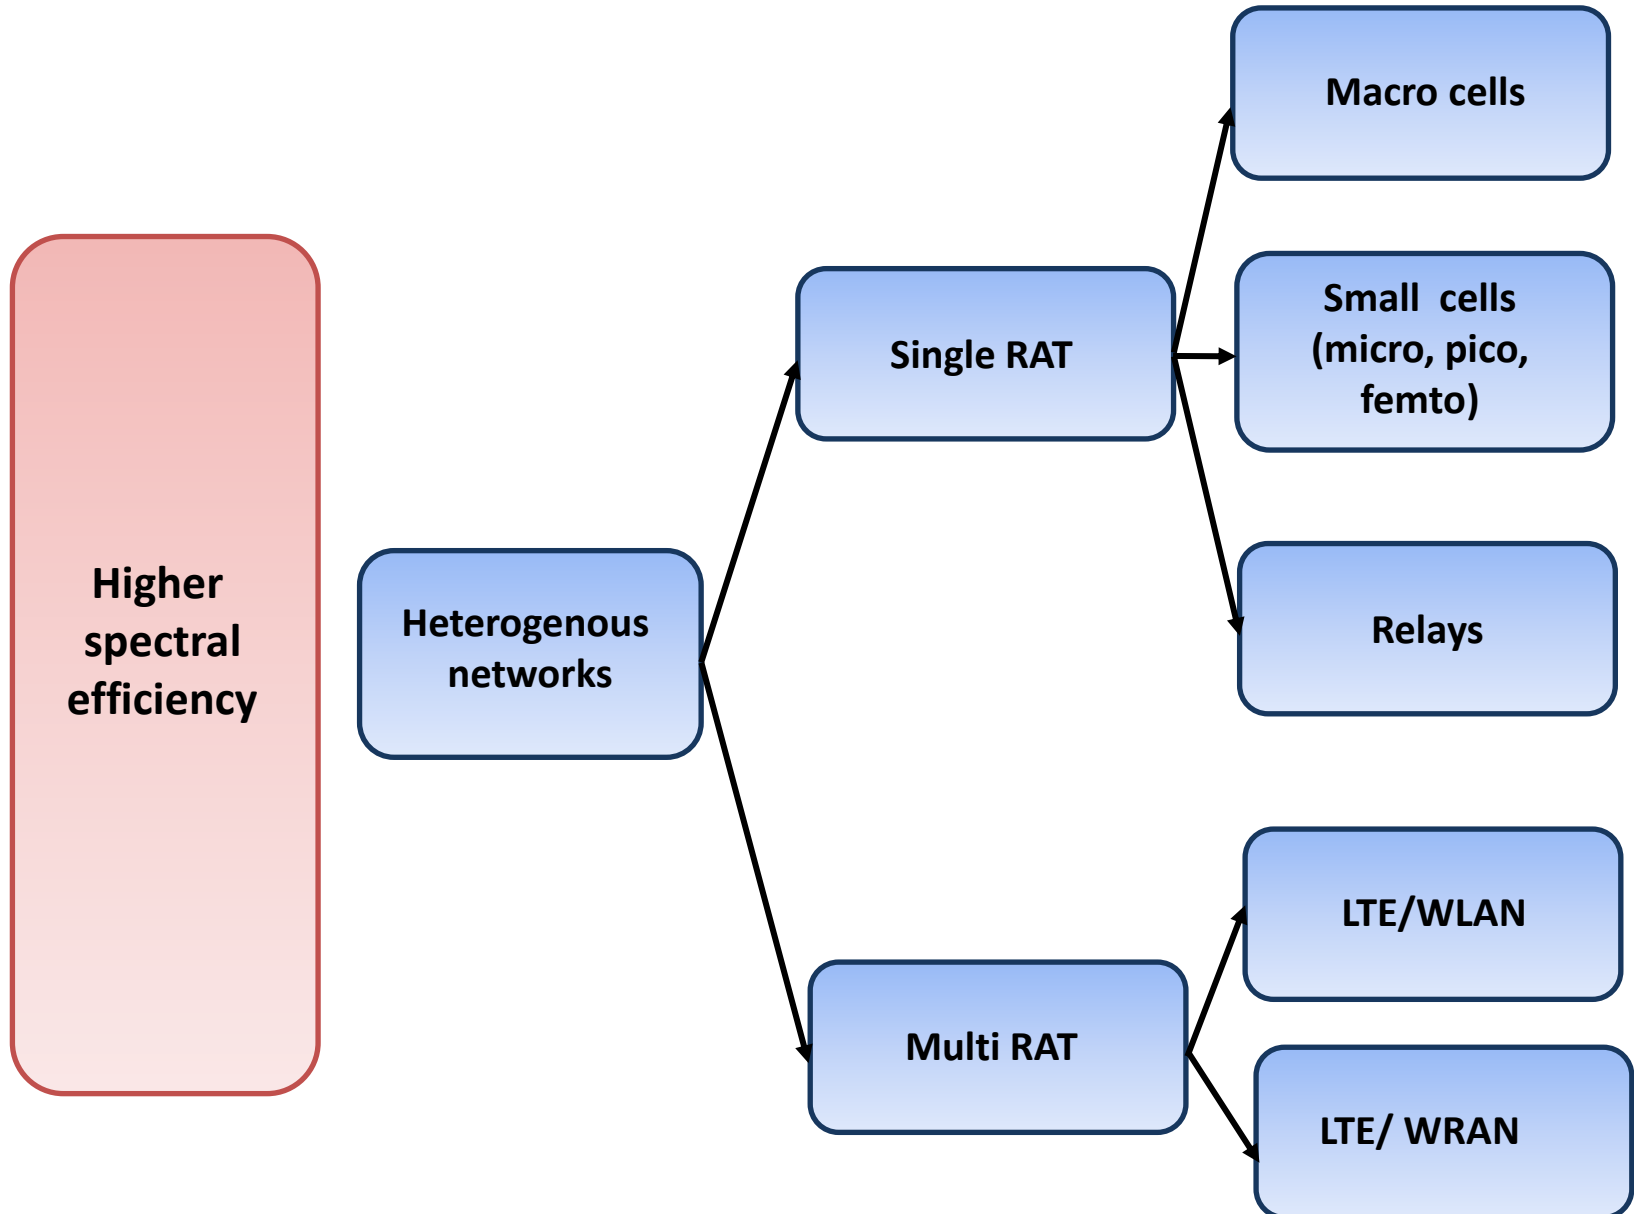 Higher
spectral
efficiency
Heterogenous
networks
Single RAT
Macro cells
Small  cells
(micro, pico,
femto)
Relays
Multi RAT
LTE/WLAN
LTE/ WRAN